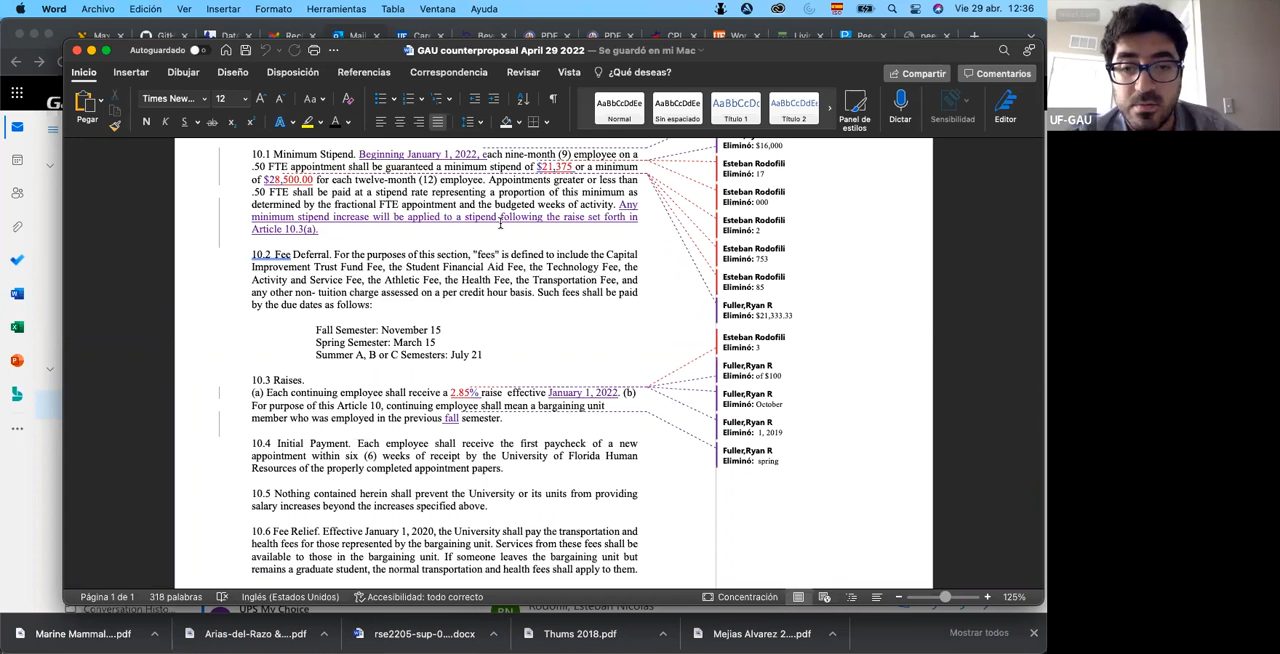 Word Archivo Edición Ver Insertar Formato Herramientas Tabla Ventana Ayuda
Vie 29 abr. 12:36
Autoguardado
GAU counterproposal April 29 2022 — Se guardó en mi Mac
Inicio Insertar Dibujar Diseño Disposición Referencias Correspondencia Revisar Vista ¿Qué deseas?
Compartir Comentarios
Pegar
Times New... 12
AaBbCcDdEe AaBbCcDdEe AaBbCcDc AaBbCcDdEe
Normal Sin espaciado Título 1 Título 2
Panel de estilos
Dictar
Sensibilidad
Editor
UF-GAU
10.1 Minimum Stipend. Beginning January 1, 2022, each nine-month (9) employee on a
.50 FTE appointment shall be guaranteed a minimum stipend of $21,375 or a minimum
of $28,500.00 for each twelve-month (12) employee. Appointments greater or less than
.50 FTE shall be paid at a stipend rate representing a proportion of this minimum as
determined by the fractional FTE appointment and the budgeted weeks of activity. Any
minimum stipend increase will be applied to a stipend following the raise set forth in
Article 10.3(a).
10.2 Fee Deferral. For the purposes of this section, "fees" is defined to include the Capital
Improvement Trust Fund Fee, the Student Financial Aid Fee, the Technology Fee, the
Activity and Service Fee, the Athletic Fee, the Health Fee, the Transportation Fee, and
any other non- tuition charge assessed on a per credit hour basis. Such fees shall be paid
by the due dates as follows:
Fall Semester: November 15
Spring Semester: March 15
Summer A, B or C Semesters: July 21
10.3 Raises.
(a) Each continuing employee shall receive a 2.85% raise effective January 1, 2022. (b)
For purpose of this Article 10, continuing employee shall mean a bargaining unit
member who was employed in the previous fall semester.
10.4 Initial Payment. Each employee shall receive the first paycheck of a new
appointment within six (6) weeks of receipt by the University of Florida Human
Resources of the properly completed appointment papers.
10.5 Nothing contained herein shall prevent the University or its units from providing
salary increases beyond the increases specified above.
10.6 Fee Relief. Effective January 1, 2020, the University shall pay the transportation and
health fees for those represented by the bargaining unit. Services from these fees shall be
available to those in the bargaining unit. If someone leaves the bargaining unit but
remains a graduate student, the normal transportation and health fees shall apply to them.
Eliminó: $16,000
Esteban Rodofili
Eliminó: 17
Esteban Rodofili
Eliminó: 000
Esteban Rodofili
Eliminó: 2
Esteban Rodofili
Eliminó: 753
Esteban Rodofili
Eliminó: 85
Fuller,Ryan R
Eliminó: $21,333.33
Esteban Rodofili
Eliminó: 3
Fuller,Ryan R
Eliminó: of $100
Fuller,Ryan R
Eliminó: October
Fuller,Ryan R
Eliminó: 1, 2019
Fuller,Ryan R
Eliminó: spring
Página 1 de 1 318 palabras Inglés (Estados Unidos) Accesibilidad: todo correcto Concentración 125%
Conversation Histo... UPS My Choice RN Rodofili, Esteban Nicolas
Marine Mammal....pdf Arias-del-Razo &....pdf rse2205-sup-0....docx Thums 2018.pdf Mejias Alvarez 2....pdf Mostrar todos